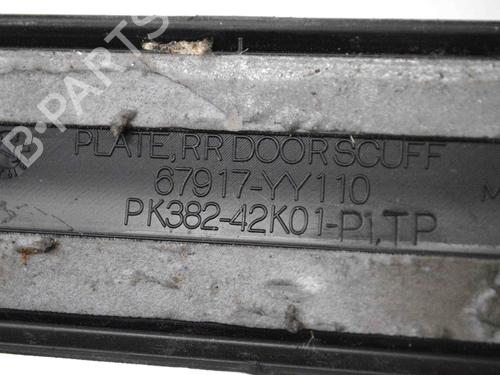 PLATE, RR DOOR SCUFF
67917-YY110
PK382-42K01-P1,TP
B-PARTS